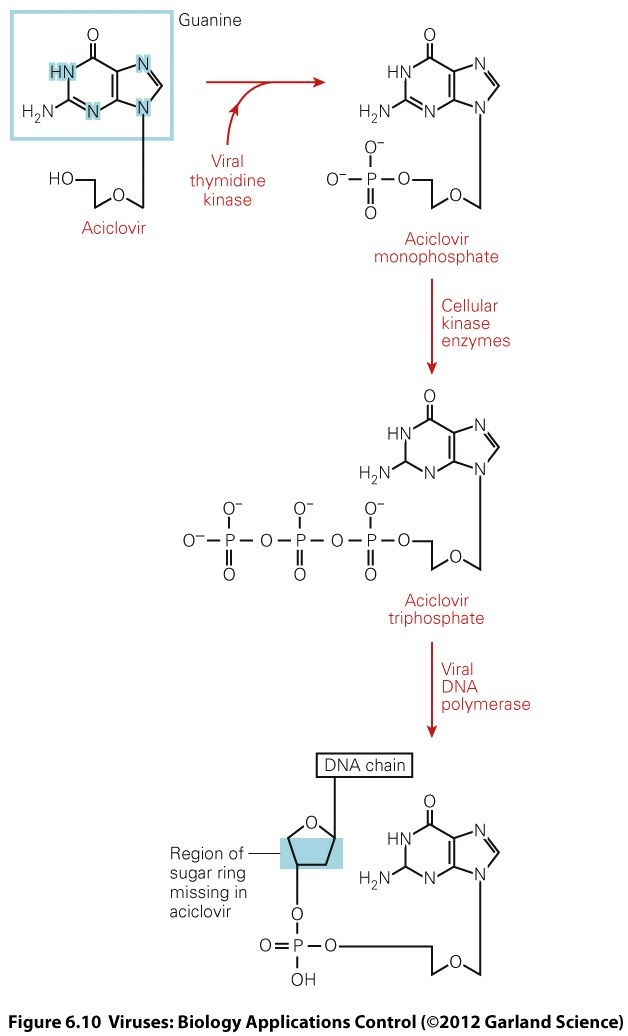 Guanine
O
HN
N
H₂N
N
N
HO
O
Aciclovir
Viral
thymidine
kinase
O
HN
N
H₂N
N
N
O⁻
O⁻
P
O
O
O
Aciclovir
monophosphate
Cellular
kinase
enzymes
O
HN
N
H₂N
N
N
O⁻ O⁻ O⁻
O⁻ P O P O P O
O
O O O
Aciclovir
triphosphate
Viral
DNA
polymerase
DNA chain
O
Region of
sugar ring
missing in
aciclovir
O
HN
N
H₂N
N
N
O
O=P O
O
OH
Figure 6.10 Viruses: Biology Applications Control (©2012 Garland Science)